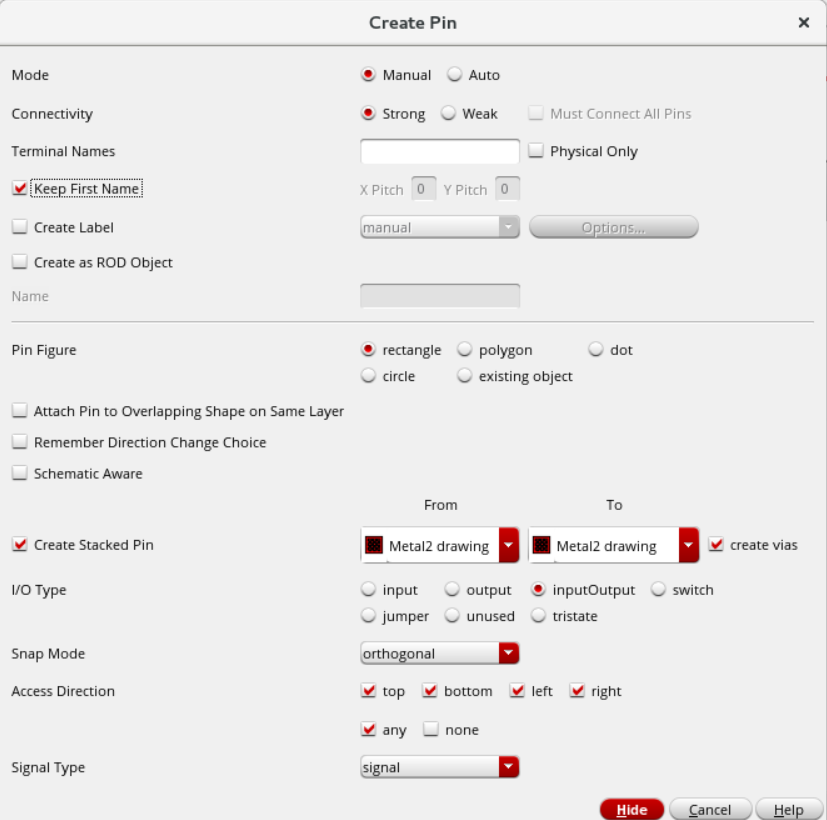 Create Pin
Mode Manual Auto
Connectivity Strong Weak Must Connect All Pins
Terminal Names Physical Only
Keep First Name X Pitch 0 Y Pitch 0
Create Label manual Options...
Create as ROD Object
Name
Pin Figure rectangle polygon dot
circle existing object
Attach Pin to Overlapping Shape on Same Layer
Remember Direction Change Choice
Schematic Aware
From To
Create Stacked Pin Metal2 drawing Metal2 drawing create vias
I/O Type input output inputOutput switch
jumper unused tristate
Snap Mode orthogonal
Access Direction top bottom left right
any none
Signal Type signal
Hide Cancel Help